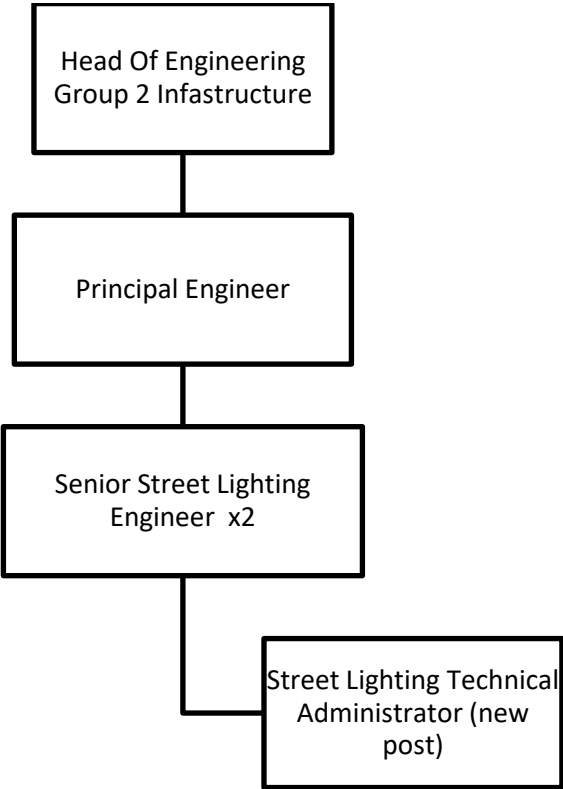 Head Of Engineering
Group 2 Infastructure
Principal Engineer
Senior Street Lighting
Engineer  x2
Street Lighting Technical
Administrator (new
post)